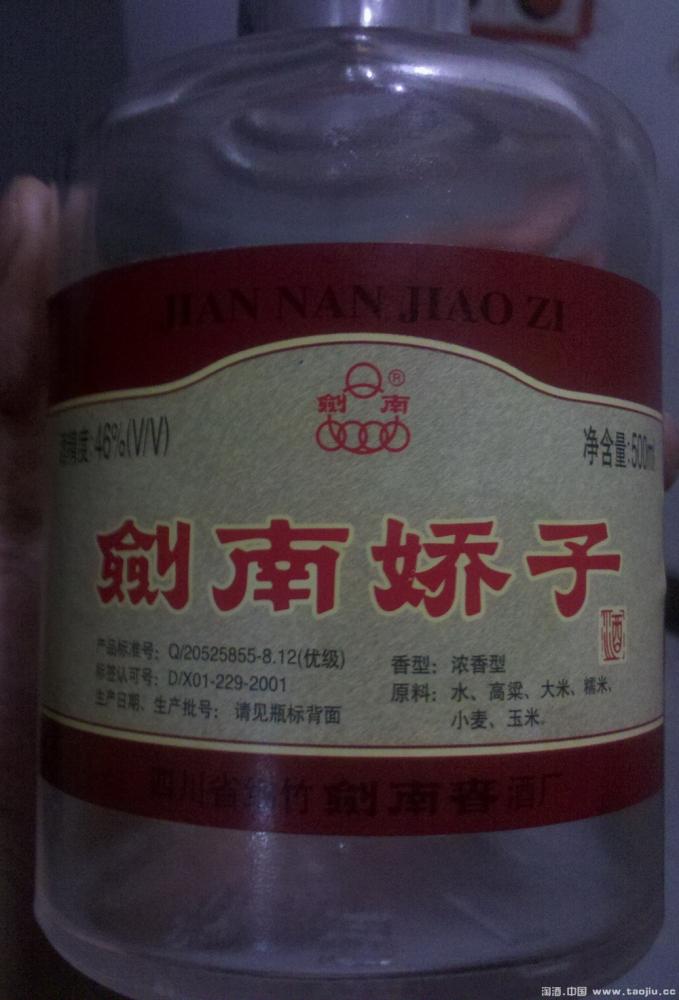 JIAN NAN JIAO ZI
劍南
®
酒精度:46%(V/V)
净含量:500ml
劍南娇子
酒
产品标准号：Q/20525855-8.12(优级)
标签认可号：D/X01-229-2001
生产日期、生产批号：请见瓶标背面
香型：浓香型
原料：水、高粱、大米、糯米、
小麦、玉米。
四川省绵竹劍南春酒厂
淘酒.中国 www.taojiu.cc